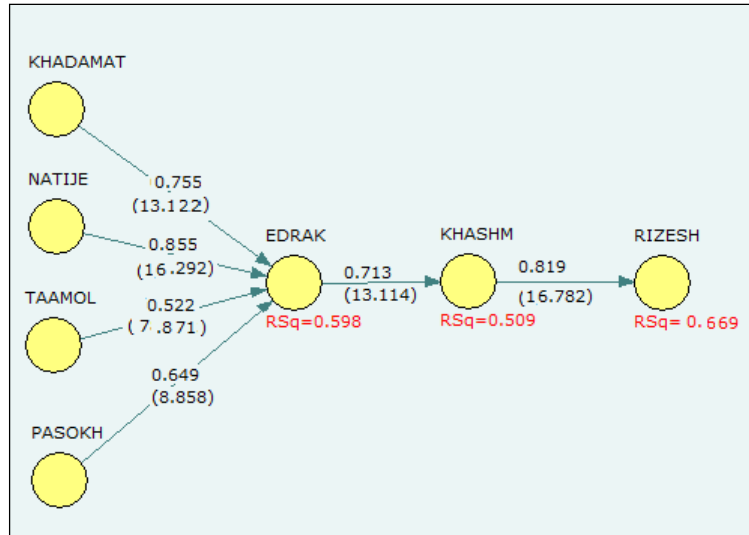 KHADAMAT
0.755
(13.122)
NATIJE
0.855
(16.292)
TAAMOL
0.522
(7.871)
PASOKH
0.649
(8.858)
EDRAK
RSq=0.598
0.713
(13.114)
KHASHM
RSq=0.509
0.819
(16.782)
RIZESH
RSq= 0.669